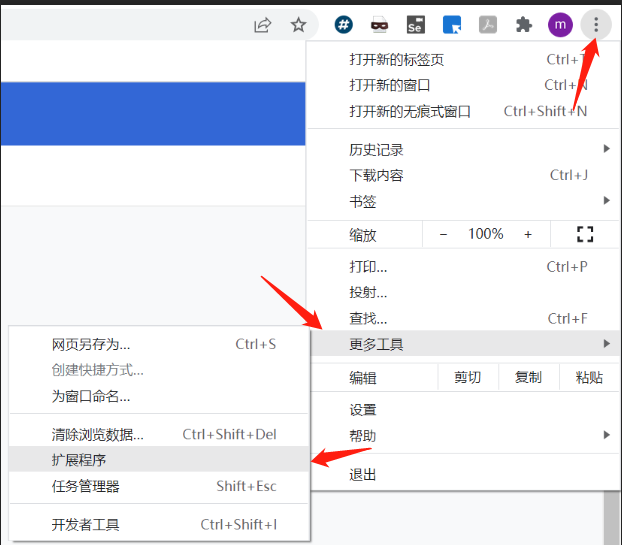 #
Se
m
打开新的标签页 Ctrl+T
打开新的窗口 Ctrl+N
打开新的无痕式窗口 Ctrl+Shift+N
历史记录
下载内容 Ctrl+J
书签
缩放 − 100% +
打印... Ctrl+P
投射...
查找... Ctrl+F
更多工具
编辑 剪切 复制 粘贴
设置
帮助
退出
网页另存为... Ctrl+S
创建快捷方式...
为窗口命名...
清除浏览数据... Ctrl+Shift+Del
扩展程序
任务管理器 Shift+Esc
开发者工具 Ctrl+Shift+I